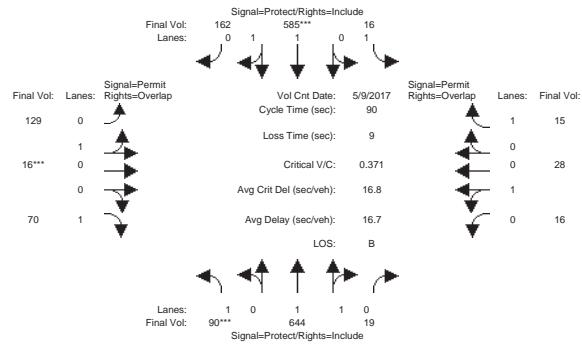 Signal=Protect/Rights=Include
Final Vol: 162 585*** 16
Lanes: 0 1 1 0 1
Signal=Permit
Final Vol: Lanes: Rights=Overlap
Vol Cnt Date: 5/9/2017
Signal=Permit
Rights=Overlap Lanes: Final Vol:
Cycle Time (sec): 90
129 0
1 15
Loss Time (sec): 9
1
0
16*** 0
Critical V/C: 0.371
0 28
0
Avg Crit Del (sec/veh): 16.8
1
70 1
Avg Delay (sec/veh): 16.7
0 16
LOS: B
Lanes: 1 0 1 1 0
Final Vol: 90*** 644 19
Signal=Protect/Rights=Include